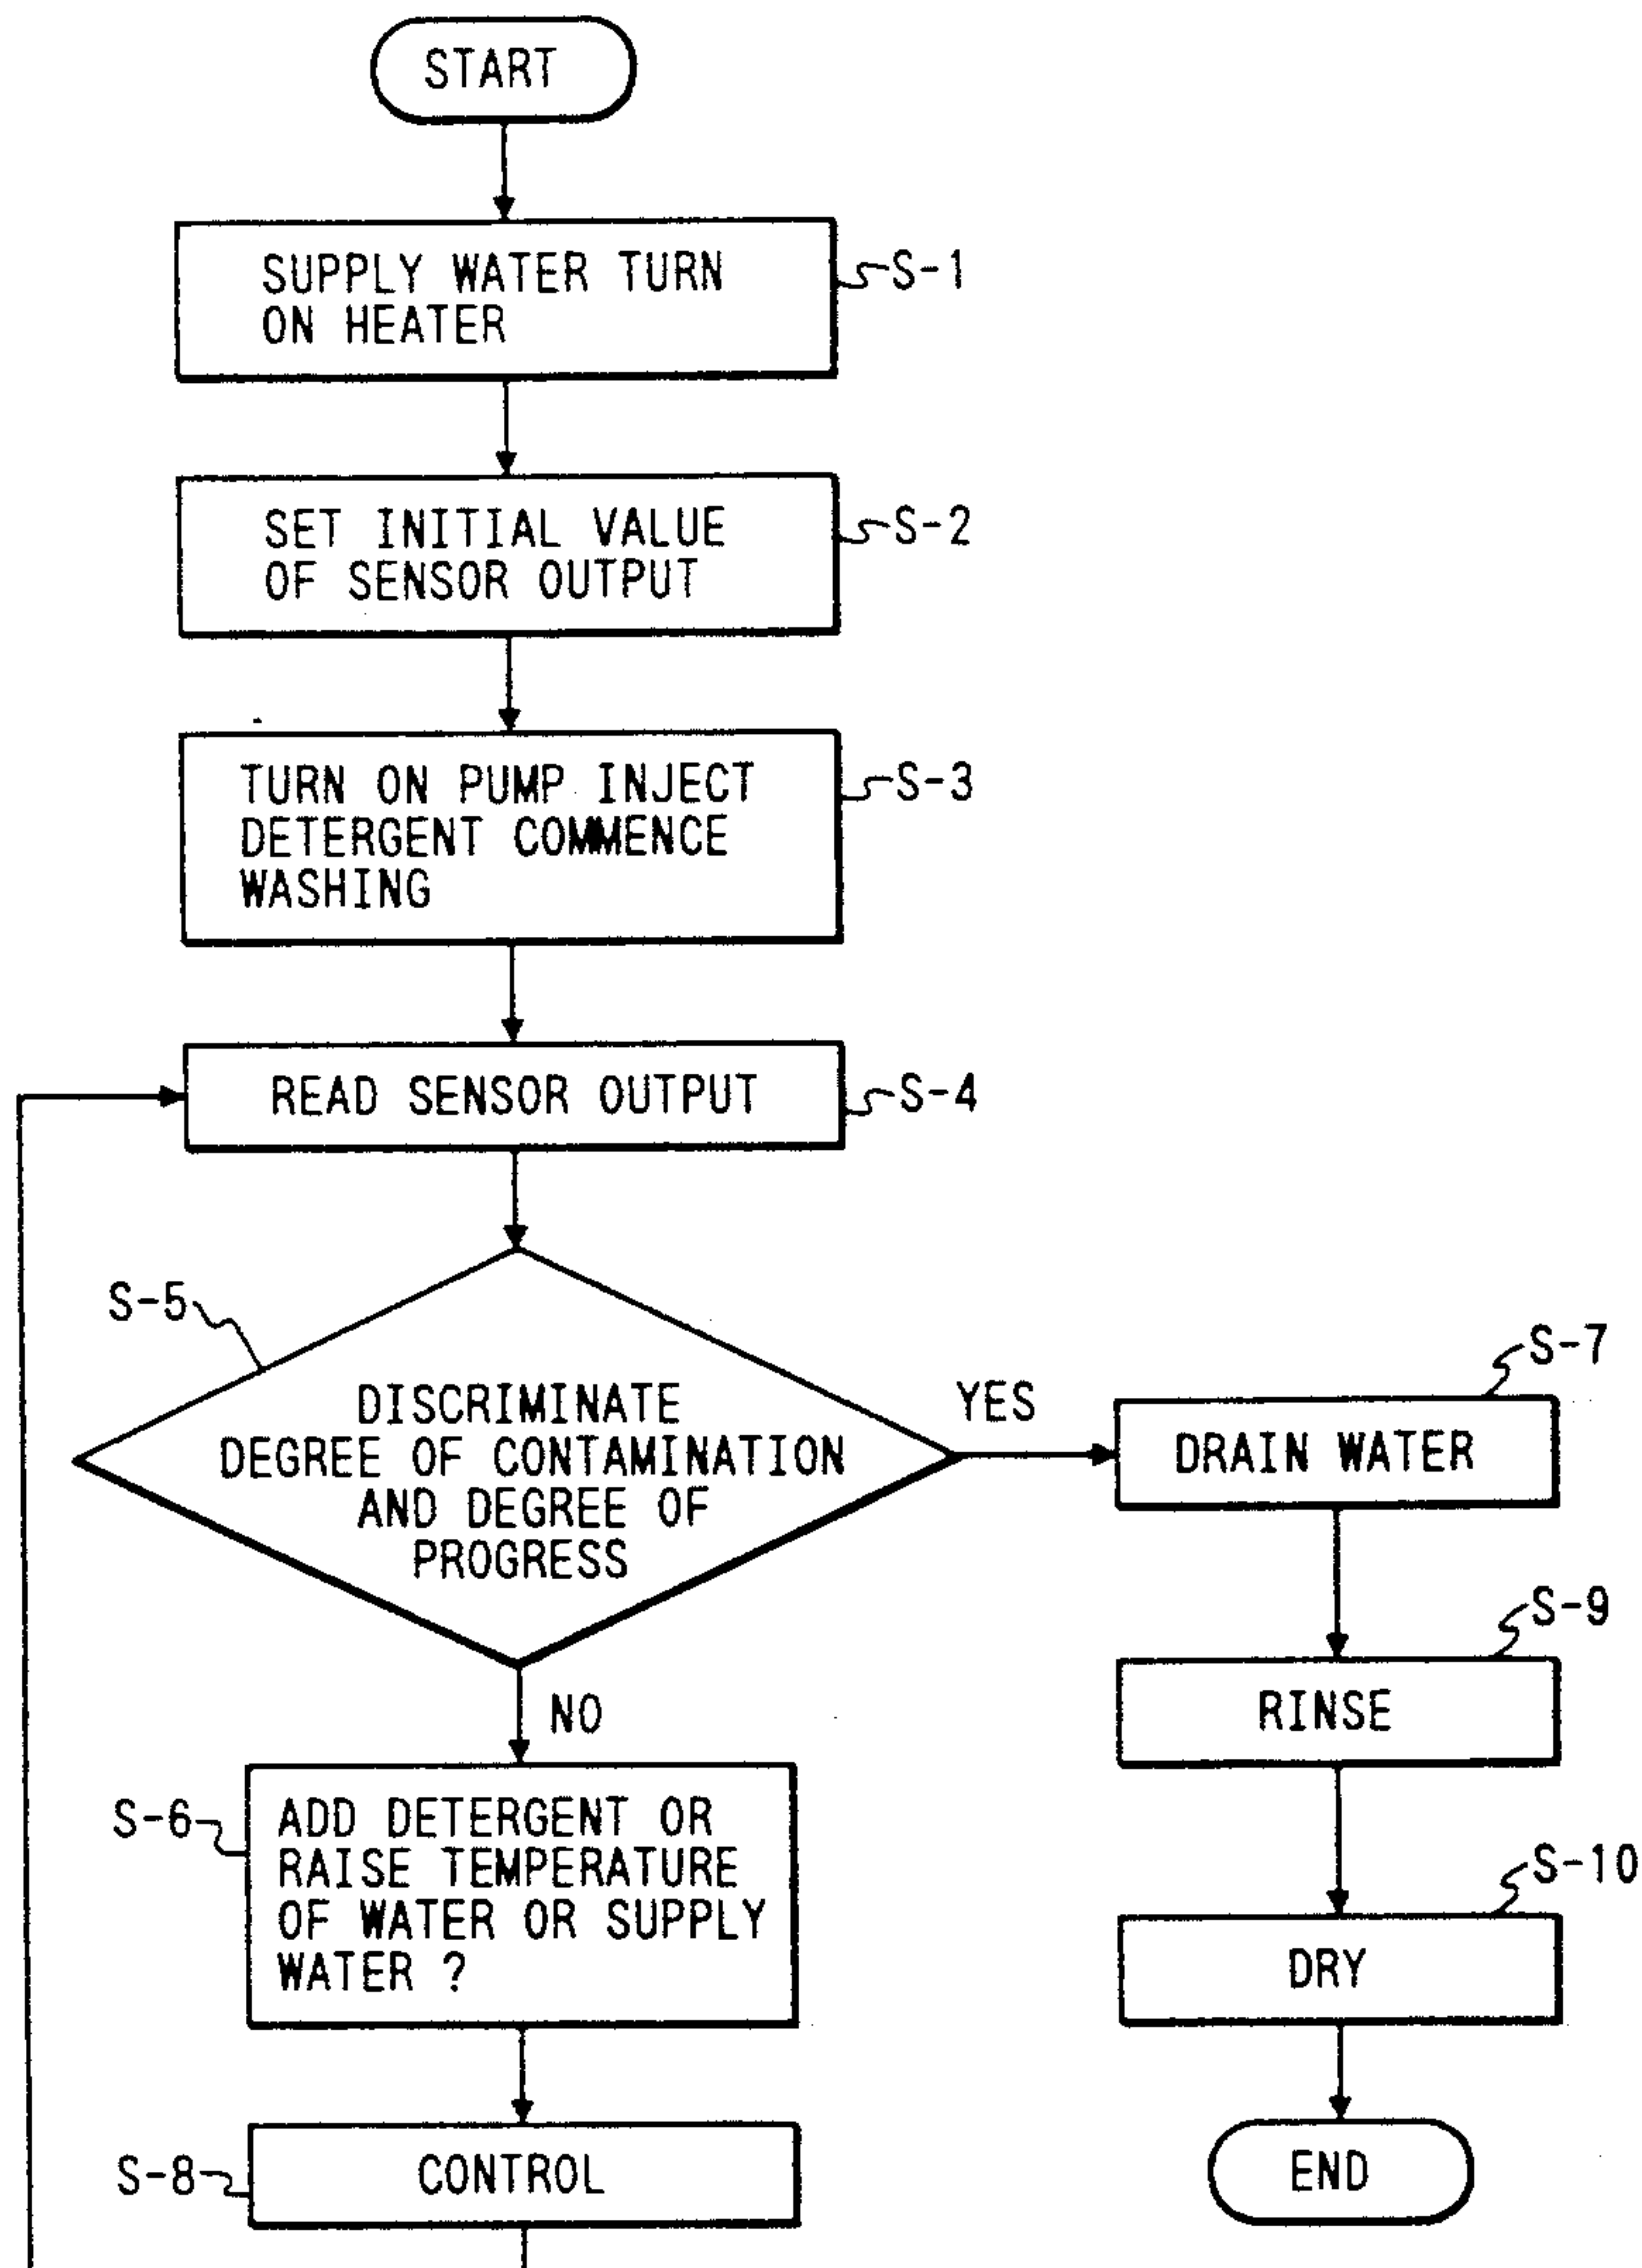 START
SUPPLY WATER TURN
ON HEATER
S-1
SET INITIAL VALUE
OF SENSOR OUTPUT
S-2
TURN ON PUMP INJECT
DETERGENT COMMENCE
WASHING
S-3
READ SENSOR OUTPUT
S-4
S-5
DISCRIMINATE
DEGREE OF CONTAMINATION
AND DEGREE OF
PROGRESS
YES
NO
S-6
ADD DETERGENT OR
RAISE TEMPERATURE
OF WATER OR SUPPLY
WATER ?
S-8
CONTROL
S-7
DRAIN WATER
S-9
RINSE
S-10
DRY
END